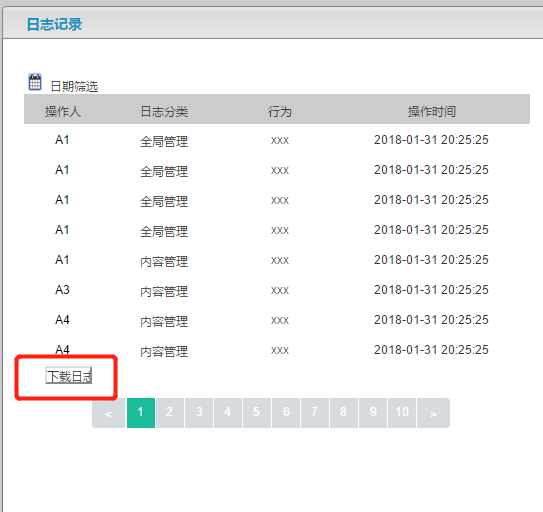 日志记录
日期筛选
操作人 日志分类 行为 操作时间
A1 全局管理 xxx 2018-01-31 20:25:25
A1 全局管理 xxx 2018-01-31 20:25:25
A1 全局管理 xxx 2018-01-31 20:25:25
A1 全局管理 xxx 2018-01-31 20:25:25
A1 内容管理 xxx 2018-01-31 20:25:25
A3 内容管理 xxx 2018-01-31 20:25:25
A4 内容管理 xxx 2018-01-31 20:25:25
A4 内容管理 xxx 2018-01-31 20:25:25
下载日志
< 1 2 3 4 5 6 7 8 9 10 >